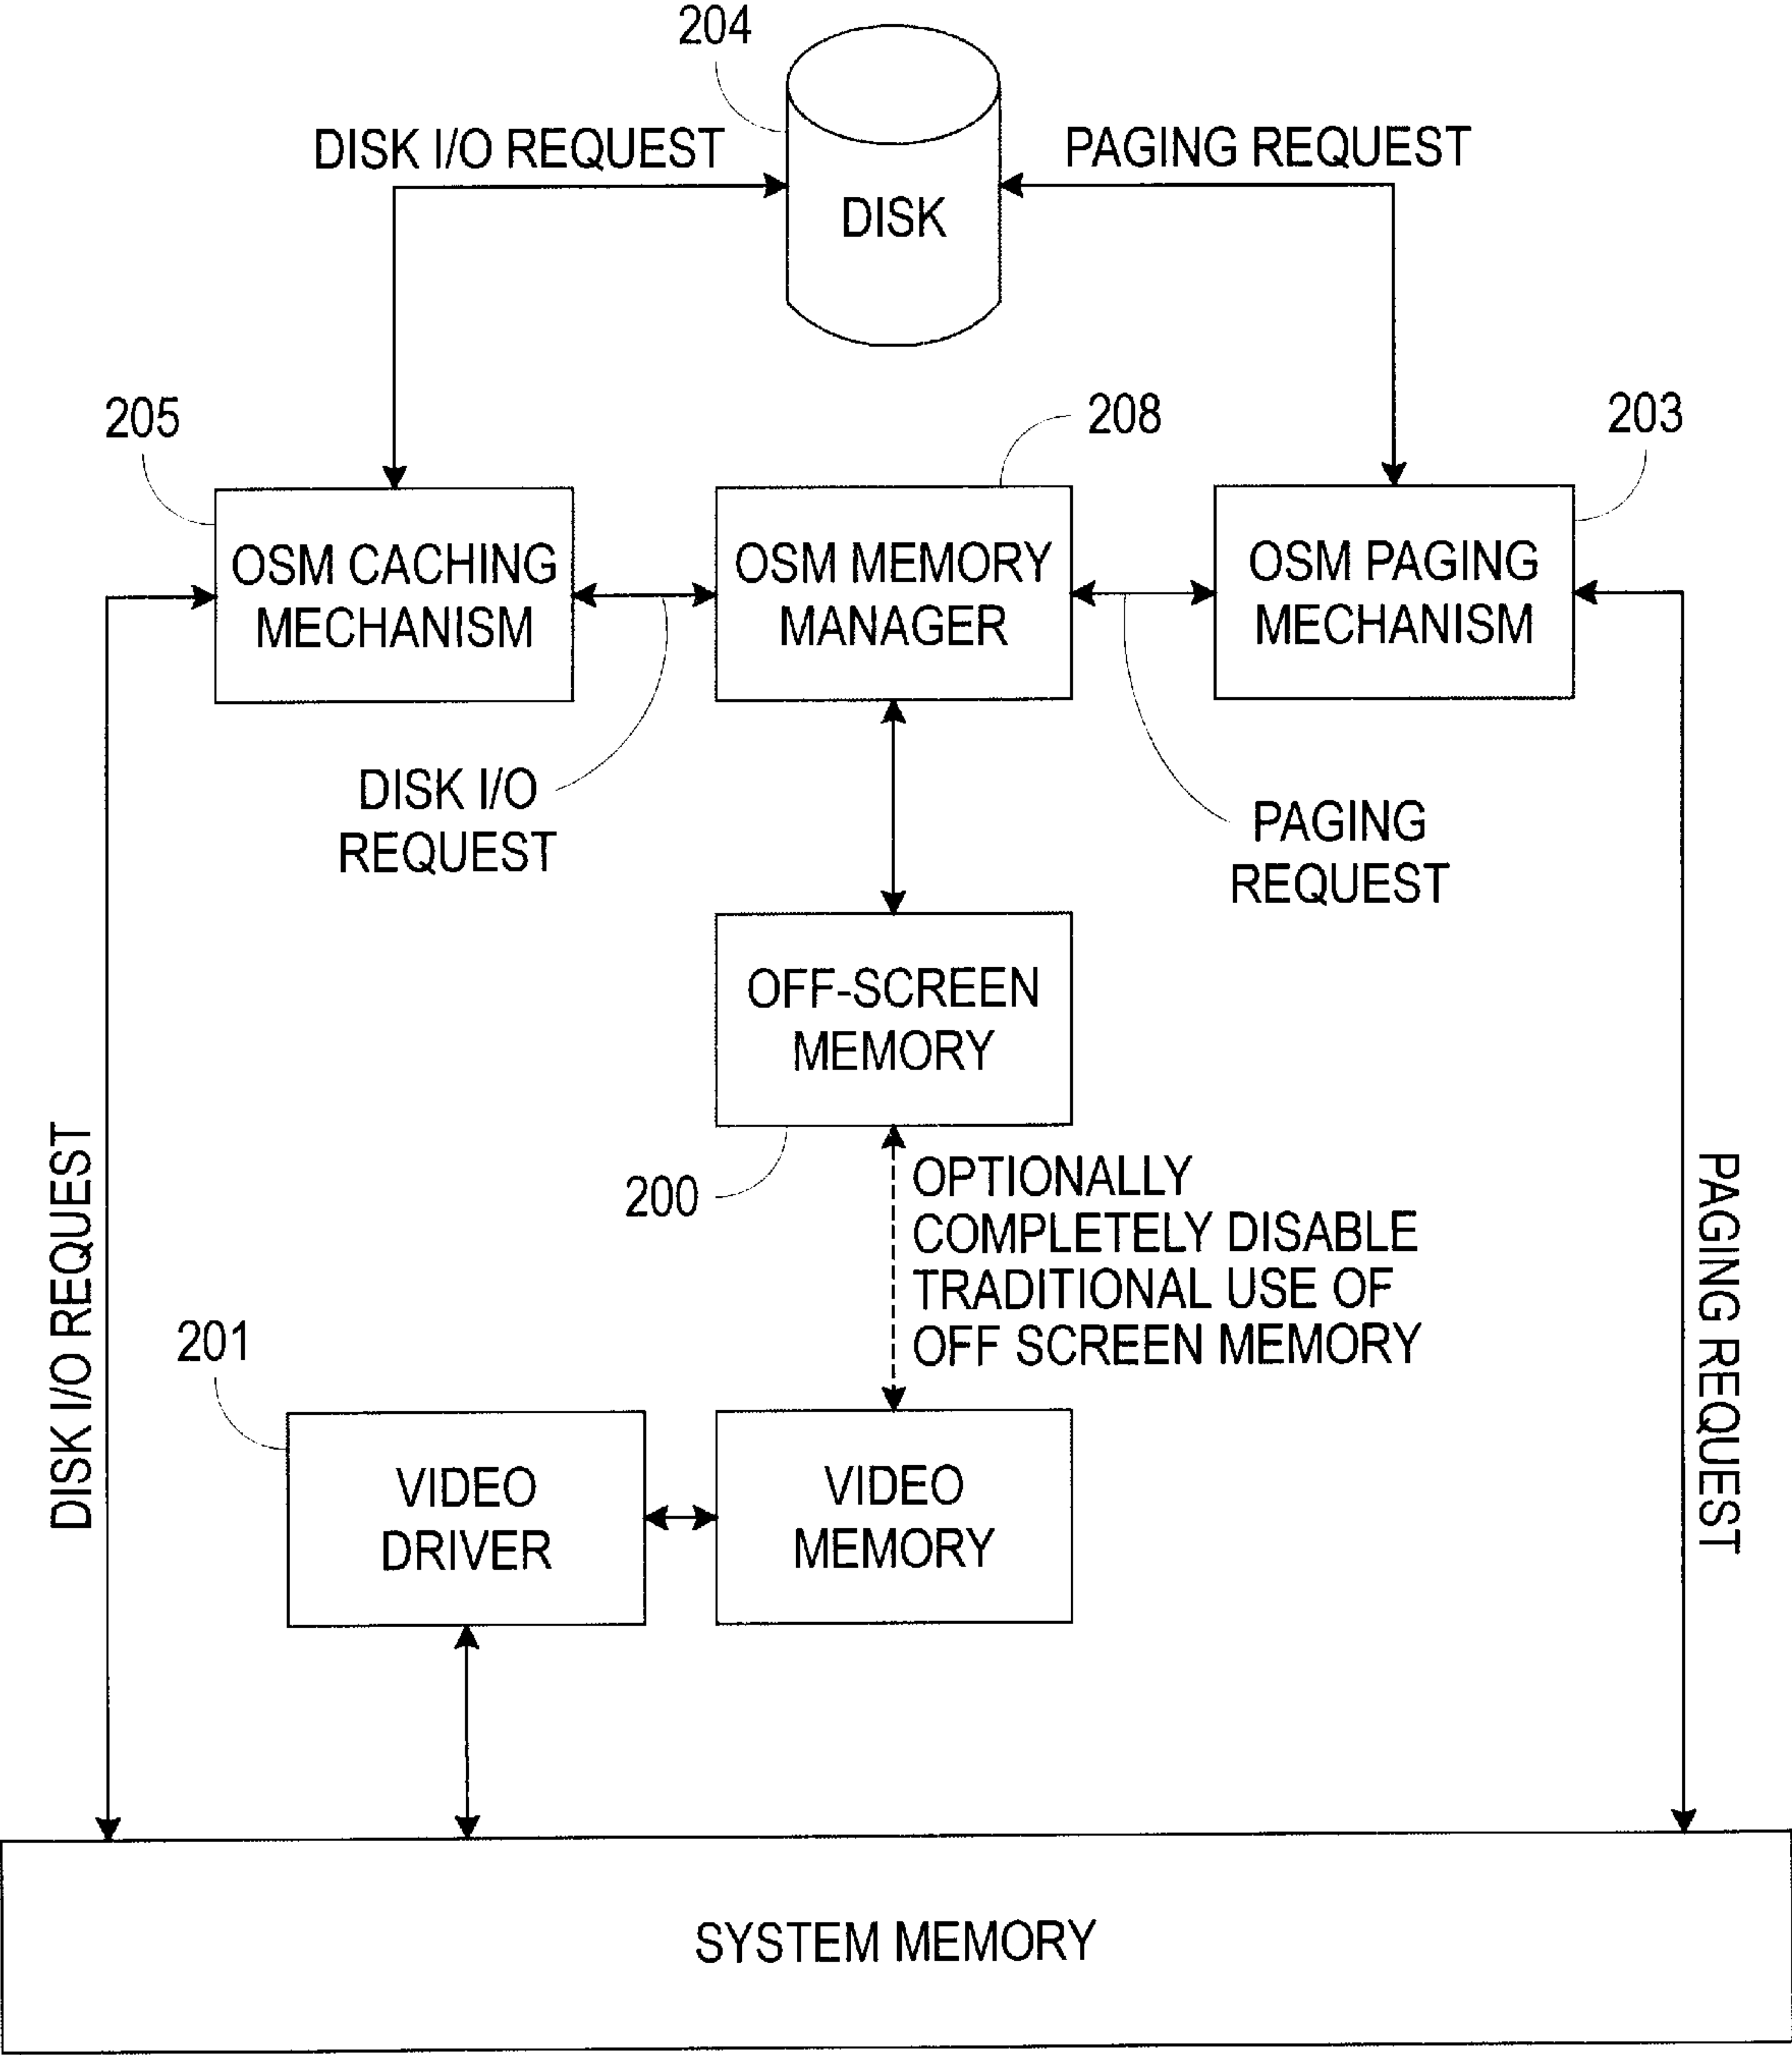 204
DISK I/O REQUEST
PAGING REQUEST
DISK
205
208
203
OSM CACHING
MECHANISM
OSM MEMORY
MANAGER
OSM PAGING
MECHANISM
DISK I/O
REQUEST
PAGING
REQUEST
OFF-SCREEN
MEMORY
200
OPTIONALLY
COMPLETELY DISABLE
TRADITIONAL USE OF
OFF SCREEN MEMORY
DISK I/O REQUEST
PAGING REQUEST
201
VIDEO
DRIVER
VIDEO
MEMORY
SYSTEM MEMORY